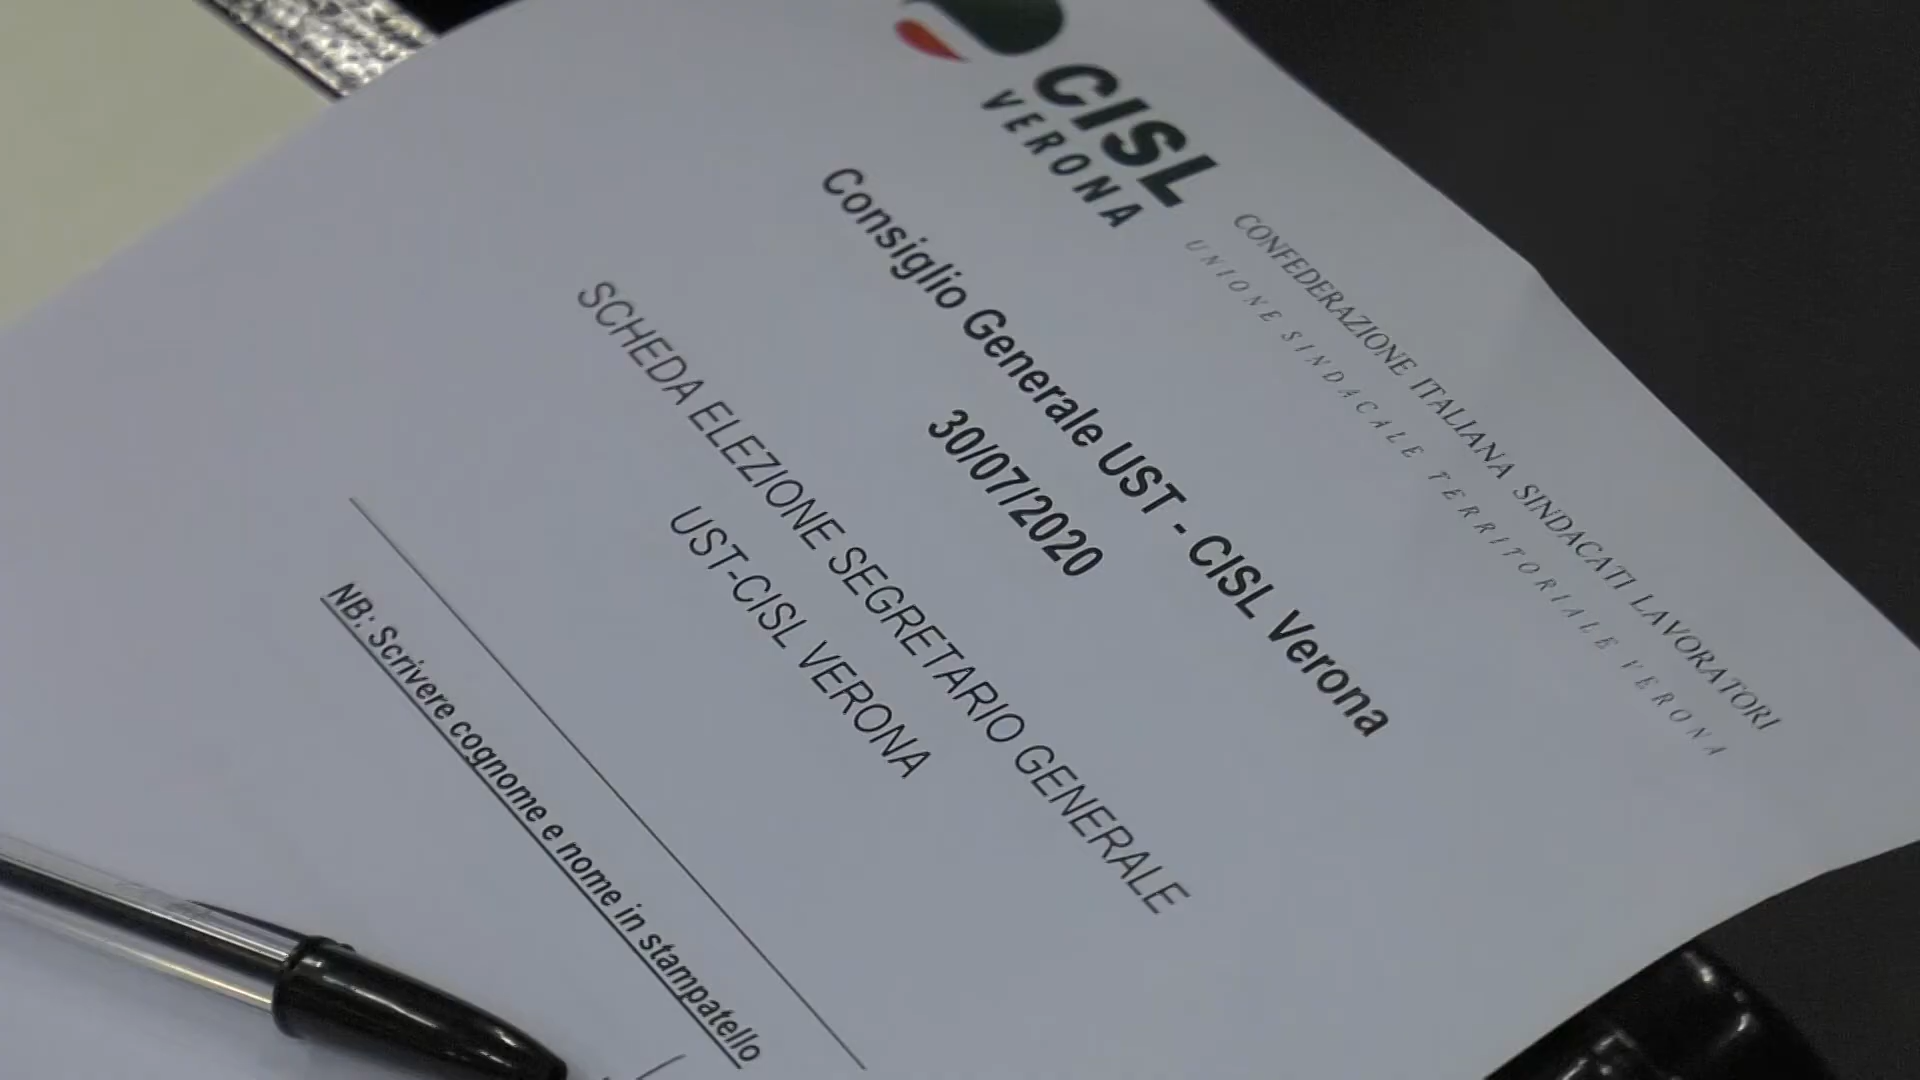 CISL
VERONA
CONFEDERAZIONE ITALIANA SINDACATI LAVORATORI
UNIONE SINDACALE TERRITORIALE VERONA
Consiglio Generale UST - CISL Verona
30/07/2020
SCHEDA ELEZIONE SEGRETARIO GENERALE
UST-CISL VERONA
NB: Scrivere cognome e nome in stampatello